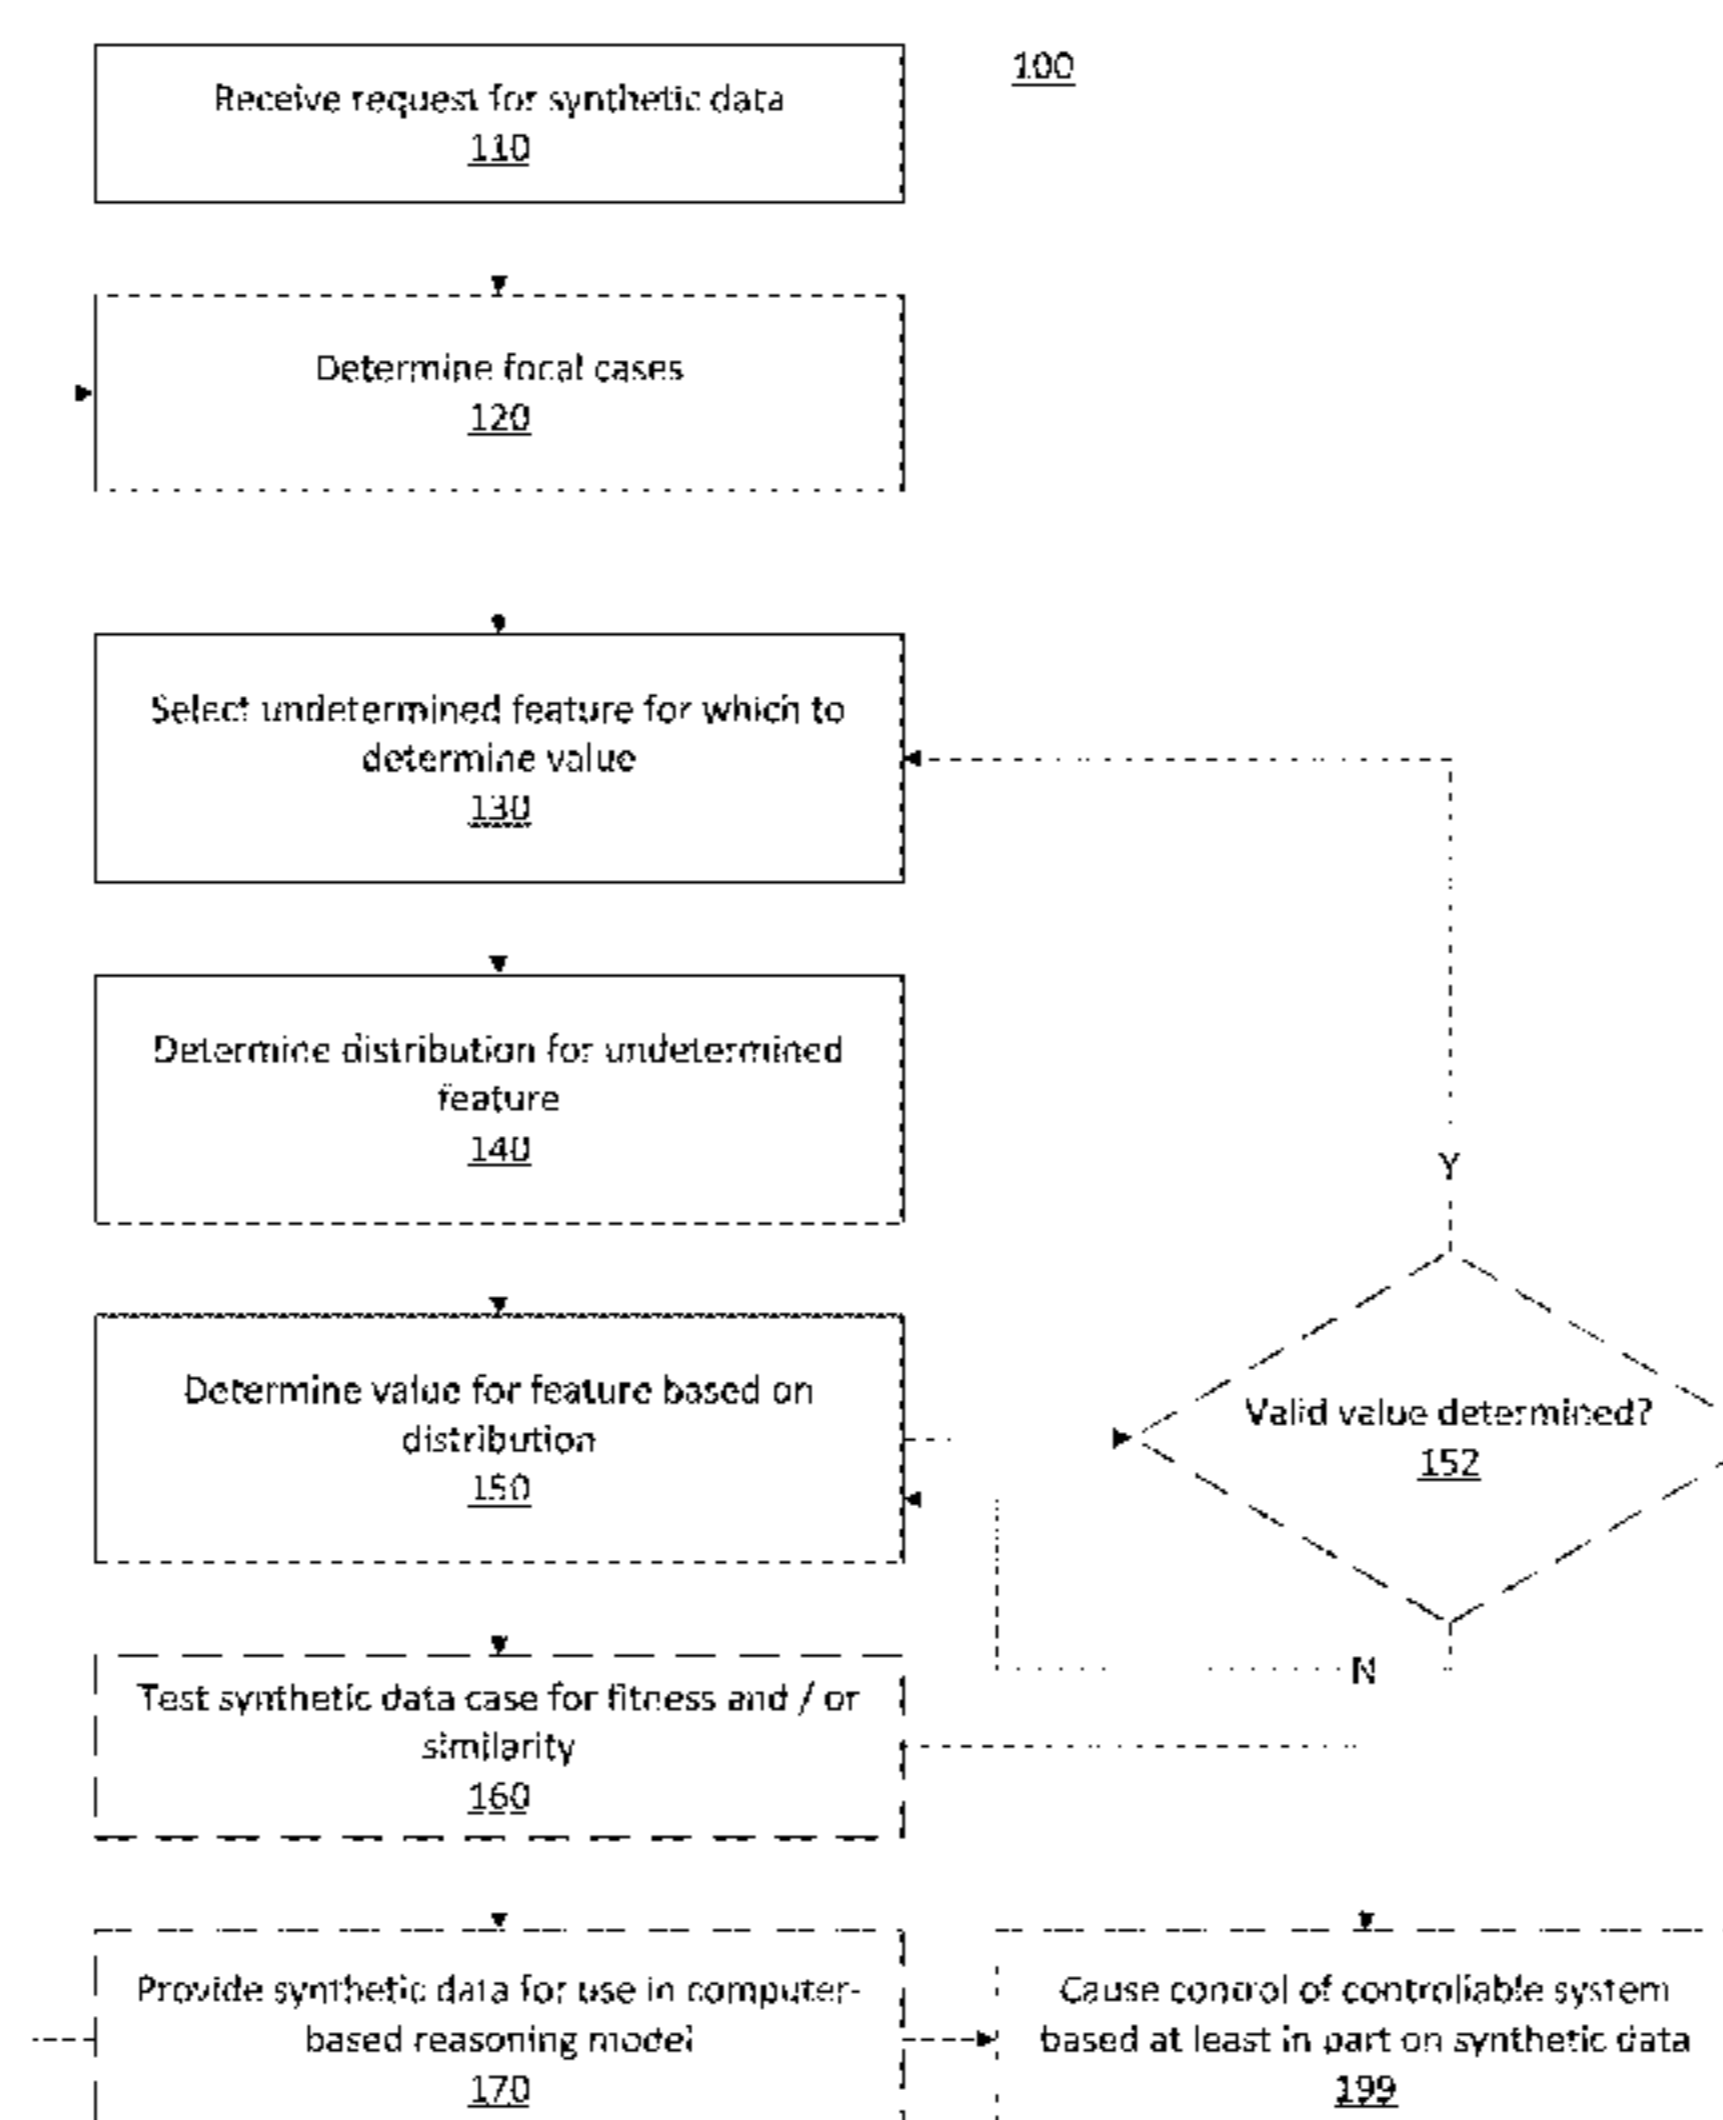 100
Receive request for synthetic data
110
Determine focal cases
120
Select undetermined feature for which to
determine value
130
Determine distribution for undetermined
feature
140
Y
Determine value for feature based on
distribution
150
Valid value determined?
152
N
Test synthetic data case for fitness and / or
similarity
160
Provide synthetic data for use in computer-
based reasoning model
170
Cause control of controllable system
based at least in part on synthetic data
199